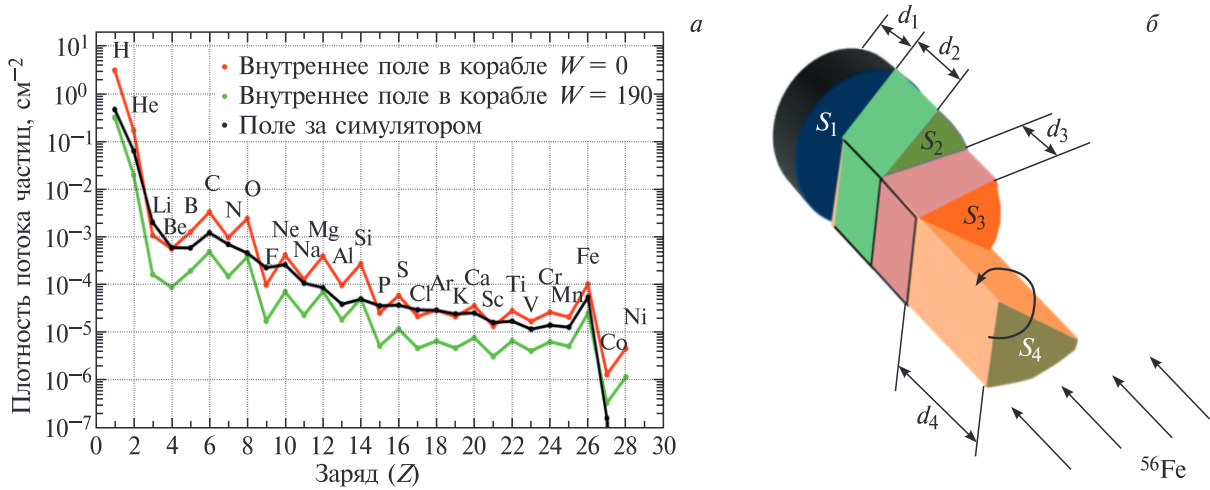 а
б
Плотность потока частиц, см⁻²
10¹
10⁰
10⁻¹
10⁻²
10⁻³
10⁻⁴
10⁻⁵
10⁻⁶
10⁻⁷
H
He
Li
Be
B
C
N
O
F
Ne
Na
Mg
Al
Si
P
S
Cl
Ar
K
Ca
Sc
Ti
V
Cr
Mn
Fe
Co
Ni
Внутреннее поле в корабле W = 0
Внутреннее поле в корабле W = 190
Поле за симулятором
0 2 4 6 8 10 12 14 16 18 20 22 24 26 28 30
Заряд (Z)
d₁
d₂
d₃
d₄
S₁
S₂
S₃
S₄
⁵⁶Fe